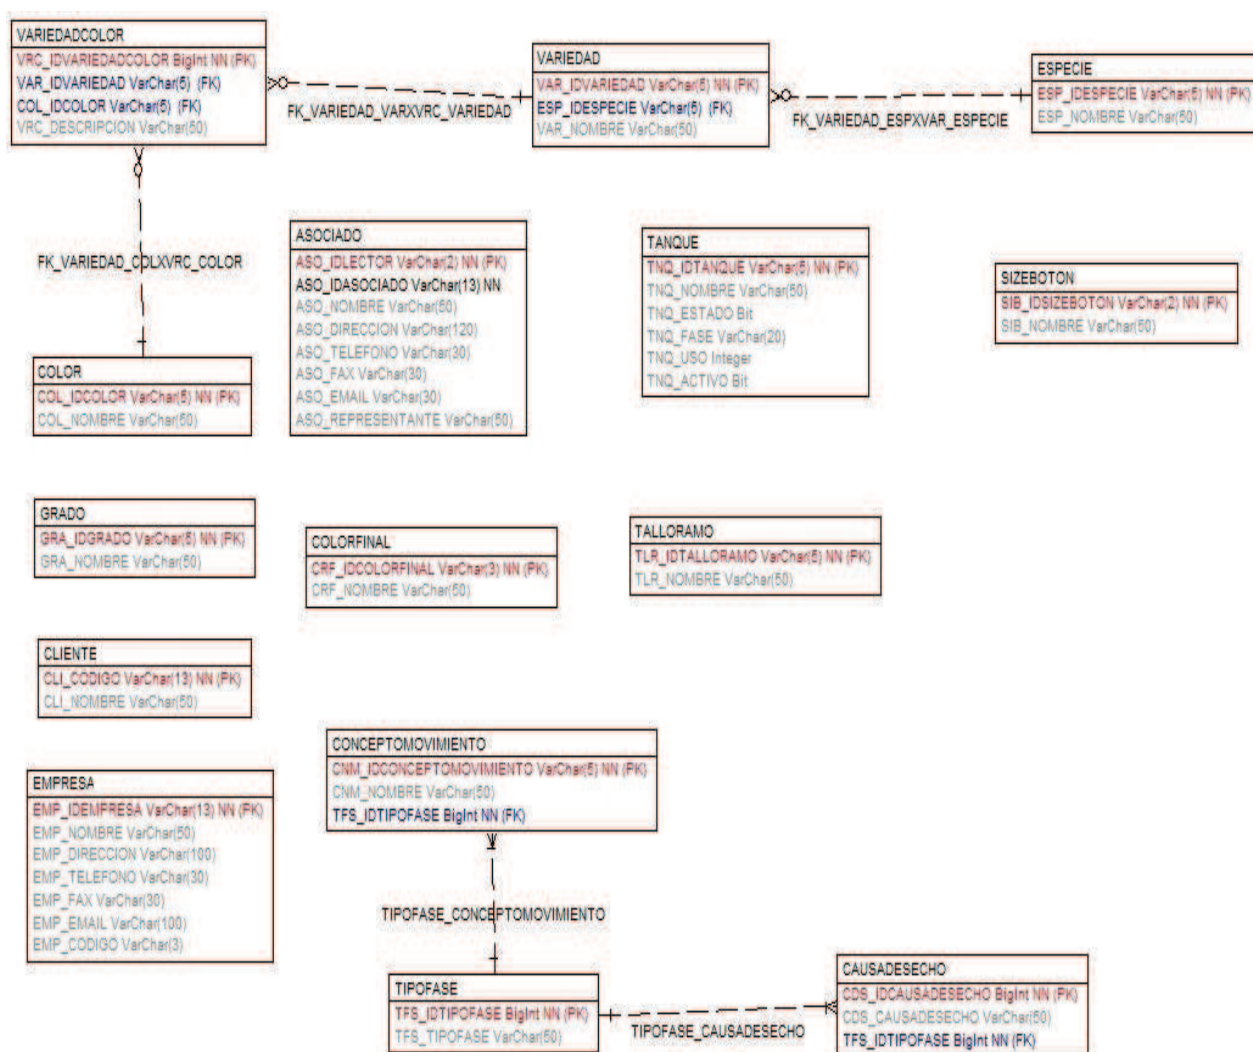 VARIEDADCOLOR
VRC_IDVARIEDADCOLOR BigInt NN (PK)
VAR_IDVARIEDAD VarChar(5) (FK)
COL_IDCOLOR VarChar(5) (FK)
VRC_DESCRIPCION VarChar(50)
FK_VARIEDAD_VARXVRC_VARIEDAD
VARIEDAD
VAR_IDVARIEDAD VarChar(5) NN (PK)
ESP_IDESPECIE VarChar(5) (FK)
VAR_NOMBRE VarChar(50)
FK_VARIEDAD_ESPXVAR_ESPECIE
ESPECIE
ESP_IDESPECIE VarChar(5) NN (PK)
ESP_NOMBRE VarChar(50)
FK_VARIEDAD_COLXVRC_COLOR
ASOCIADO
ASO_IDLECTOR VarChar(2) NN (PK)
ASO_IDASOCIADO VarChar(13) NN
ASO_NOMBRE VarChar(50)
ASO_DIRECCION VarChar(120)
ASO_TELEFONO VarChar(30)
ASO_FAX VarChar(30)
ASO_EMAIL VarChar(30)
ASO_REPRESENTANTE VarChar(50)
TANQUE
TNQ_IDTANQUE VarChar(5) NN (PK)
TNQ_NOMBRE VarChar(50)
TNQ_ESTADO Bit
TNQ_FASE VarChar(20)
TNQ_USO Integer
TNQ_ACTIVO Bit
SIZEBOTON
SIB_IDSIZEBOTON VarChar(2) NN (PK)
SIB_NOMBRE VarChar(50)
COLOR
COL_IDCOLOR VarChar(5) NN (PK)
COL_NOMBRE VarChar(50)
GRADO
GRA_IDGRADO VarChar(5) NN (PK)
GRA_NOMBRE VarChar(50)
COLORFINAL
CRF_IDCOLORFINAL VarChar(3) NN (PK)
CRF_NOMBRE VarChar(50)
TALLORAMO
TLR_IDTALLORAMO VarChar(5) NN (PK)
TLR_NOMBRE VarChar(50)
CLIENTE
CLI_CODIGO VarChar(13) NN (PK)
CLI_NOMBRE VarChar(50)
EMPRESA
EMP_IDEMPRESA VarChar(13) NN (PK)
EMP_NOMBRE VarChar(50)
EMP_DIRECCION VarChar(100)
EMP_TELEFONO VarChar(30)
EMP_FAX VarChar(30)
EMP_EMAIL VarChar(100)
EMP_CODIGO VarChar(3)
CONCEPTOMOVIMIENTO
CNM_IDCONCEPTOMOVIMIENTO VarChar(5) NN (PK)
CNM_NOMBRE VarChar(50)
TFS_IDTIPOFASE BigInt NN (FK)
TIPOFASE_CONCEPTOMOVIMIENTO
TIPOFASE
TFS_IDTIPOFASE BigInt NN (PK)
TFS_TIPOFASE VarChar(50)
TIPOFASE_CAUSADESECHO
CAUSADESECHO
CDS_IDCAUSADESECHO BigInt NN (PK)
CDS_CAUSADESECHO VarChar(50)
TFS_IDTIPOFASE BigInt NN (FK)